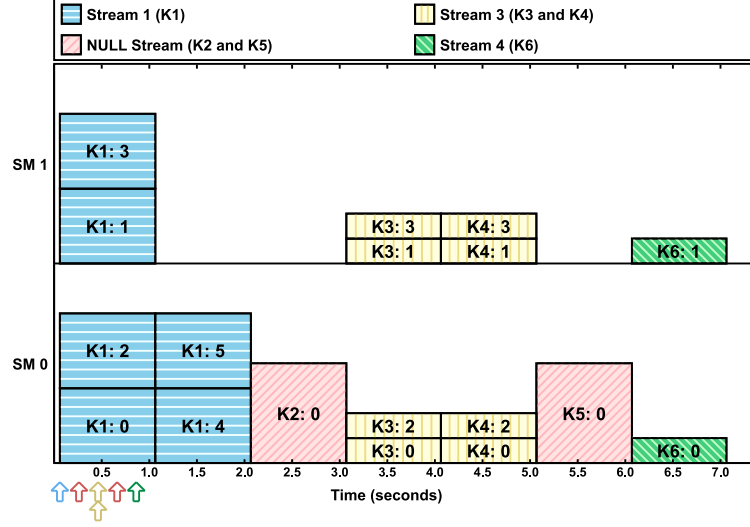 Stream 1 (K1)
Stream 3 (K3 and K4)
NULL Stream (K2 and K5)
Stream 4 (K6)
SM 1
K1: 3
K1: 1
K3: 3
K4: 3
K3: 1
K4: 1
K6: 1
SM 0
K1: 2
K1: 5
K1: 0
K1: 4
K2: 0
K3: 2
K4: 2
K3: 0
K4: 0
K5: 0
K6: 0
0.5 1.0 1.5 2.0 2.5 3.0 3.5 4.0 4.5 5.0 5.5 6.0 6.5 7.0
Time (seconds)